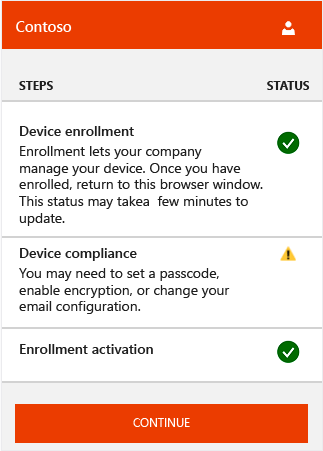 Contoso
STEPS STATUS
Device enrollment
Enrollment lets your company
manage your device. Once you have
enrolled, return to this browser window.
This status may takea  few minutes to
update.
Device compliance
You may need to set a passcode,
enable encryption, or change your
email configuration.
Enrollment activation
CONTINUE